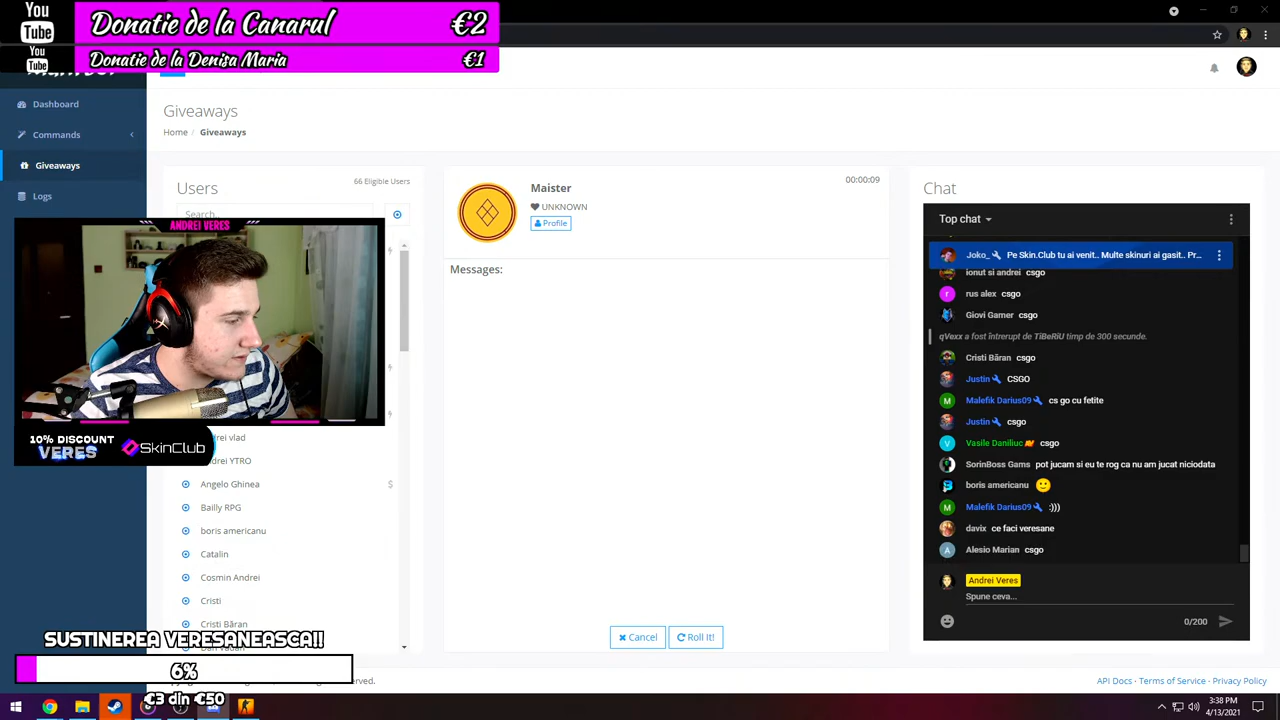 You
Tube
Donatie de la Canarul €2
You
Tube
Donatie de la Denisa Maria €1
Dashboard
Commands
Giveaways
Logs
Giveaways
Home / Giveaways
Users
66 Eligible Users
Search..
ANDREI VERES
10% DISCOUNT
VERES
SKINCLUB
Andrei YTRO
Angelo Ghinea $
Bailly RPG
boris americanu
Catalin
Cosmin Andrei
Cristi
Cristi Băran
SUSTINEREA VERESANEASCA!!
6%
€3 din €50
Maister
00:00:09
UNKNOWN
Profile
Messages:
Cancel
Roll It!
Chat
Top chat
Joko_ Pe Skin.Club tu ai venit.. Multe skinuri ai gasit.. Pr...
ionut si andrei csgo
rus alex csgo
Giovi Gamer csgo
qVexx a fost întrerupt de TiBeRiU timp de 300 secunde.
Cristi Băran csgo
Justin CSGO
Malefik Darius09 cs go cu fetite
Justin csgo
Vasile Daniliuc csgo
SorinBoss Gams pot jucam si eu te rog ca nu am jucat niciodata
boris americanu 🙂
Malefik Darius09 :)))
davix ce faci veresane
Alesio Marian csgo
Andrei Veres
Spune ceva...
0/200
API Docs - Terms of Service - Privacy Policy
3:38 PM
4/13/2021